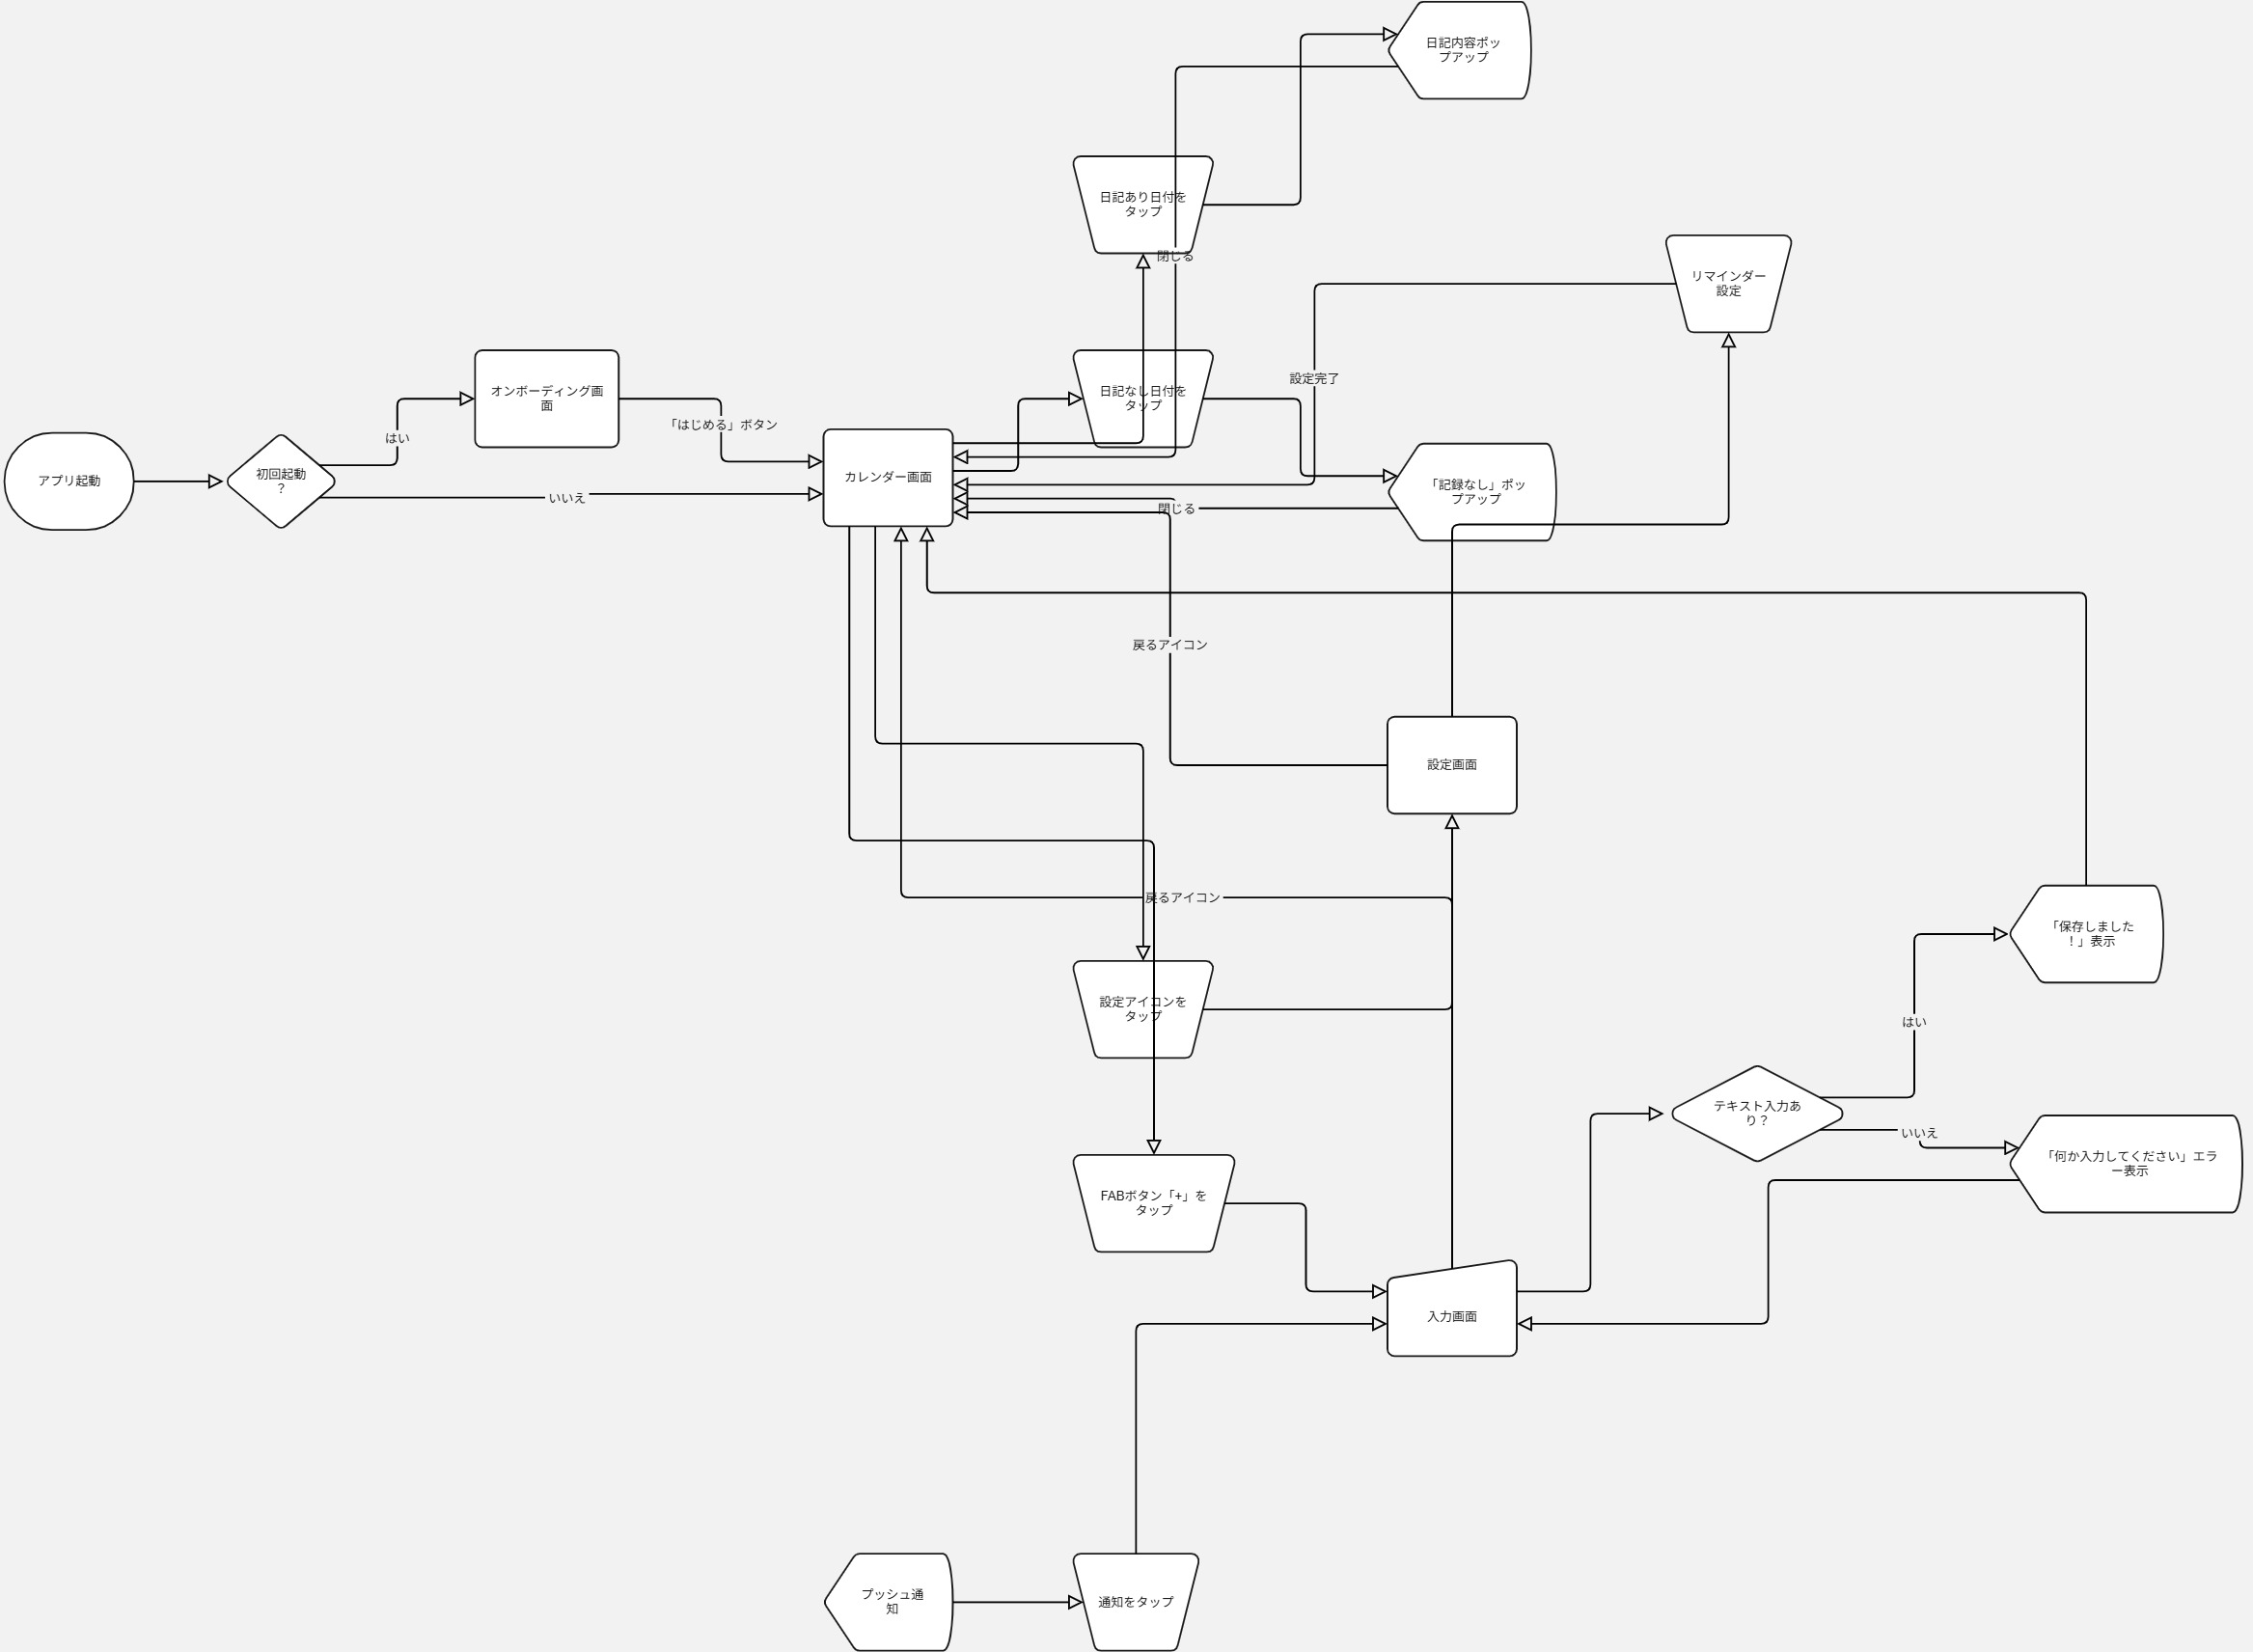 日記内容ポッ
プアップ
日記あり日付を
タップ
閉じる
リマインダー
設定
設定完了
オンボーディング画
面
日記なし日付を
タップ
「はじめる」ボタン
はい
アプリ起動
初回起動
？
いいえ
カレンダー画面
「記録なし」ポッ
プアップ
閉じる
戻るアイコン
設定画面
戻るアイコン
「保存しました
！」表示
設定アイコンを
タップ
はい
テキスト入力あ
り？
いいえ
「何か入力してください」エラ
ー表示
FABボタン「+」を
タップ
入力画面
プッシュ通
知
通知をタップ